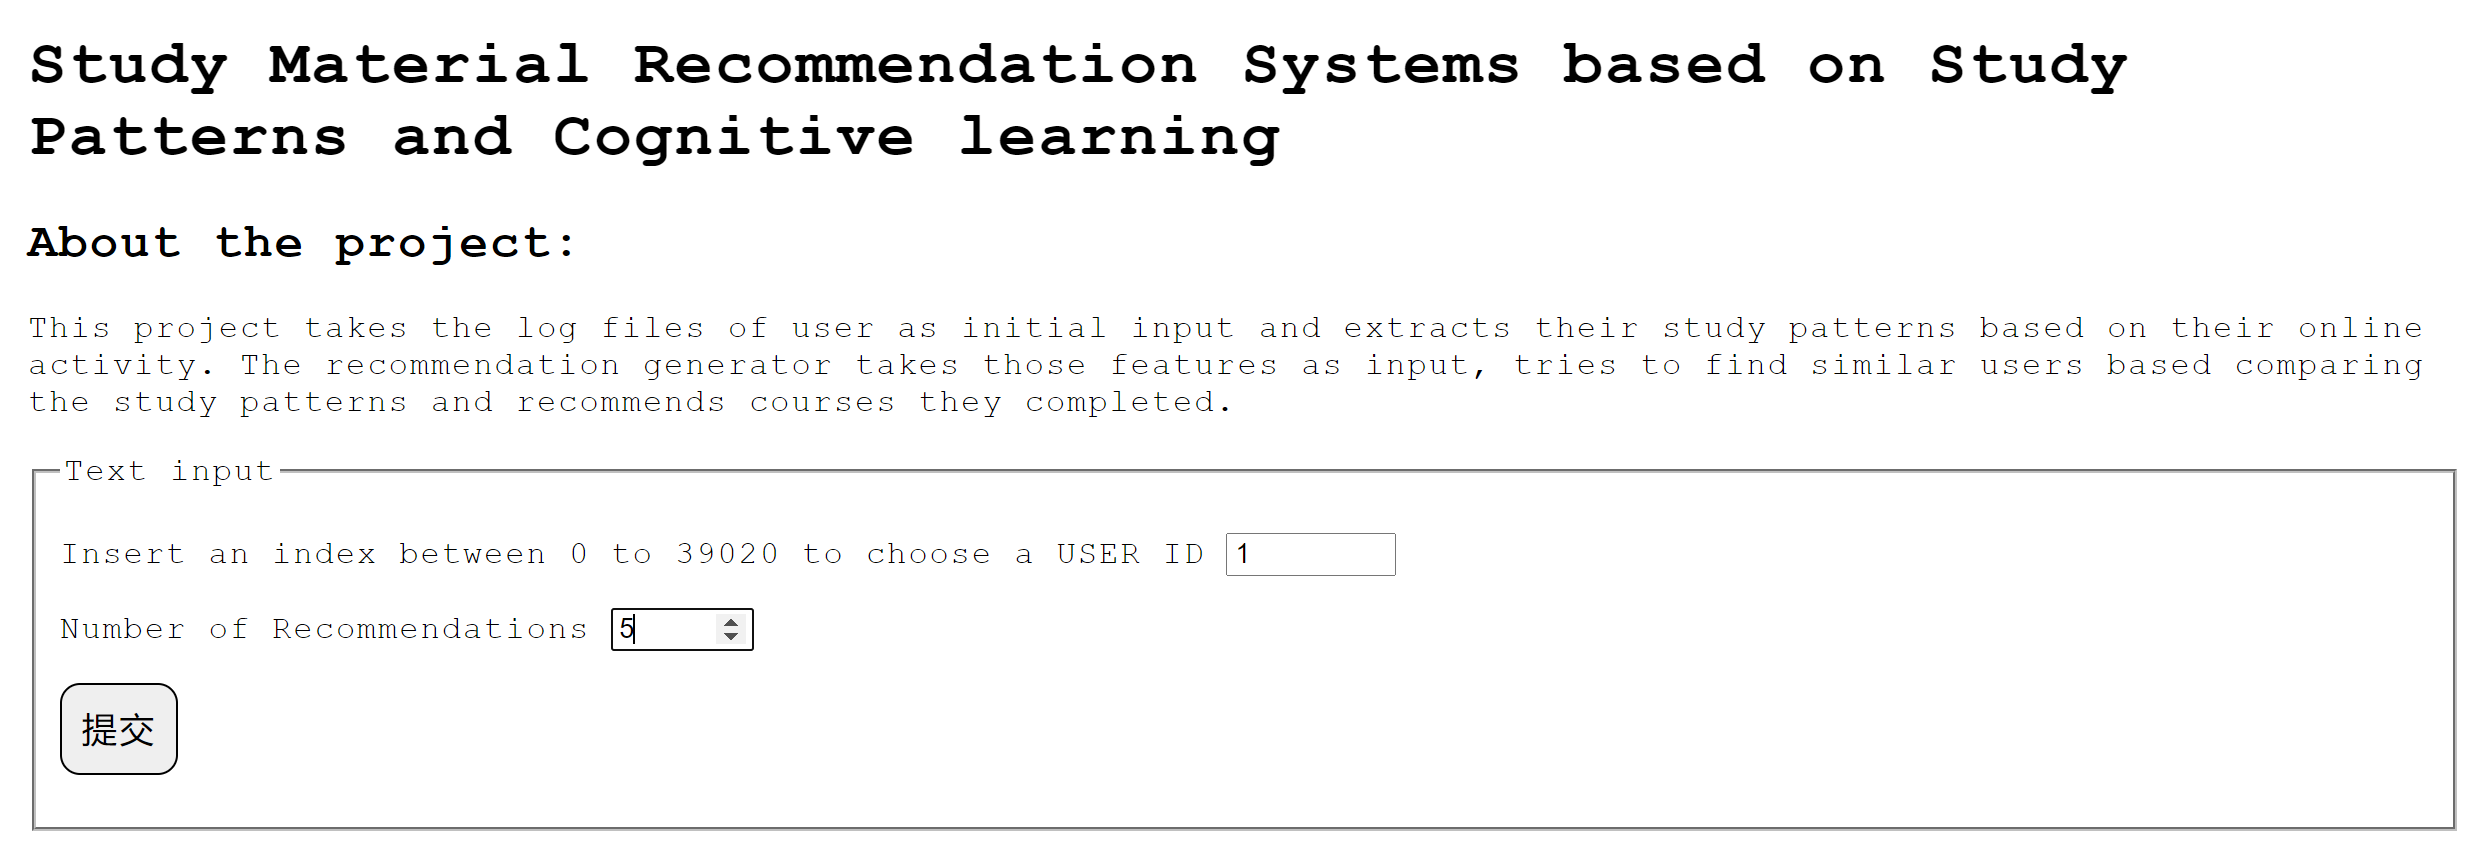 Study Material Recommendation Systems based on Study
Patterns and Cognitive learning
About the project:
This project takes the log files of user as initial input and extracts their study patterns based on their online
activity. The recommendation generator takes those features as input, tries to find similar users based comparing
the study patterns and recommends courses they completed.
Text input
Insert an index between 0 to 39020 to choose a USER ID 1
Number of Recommendations 5
提交